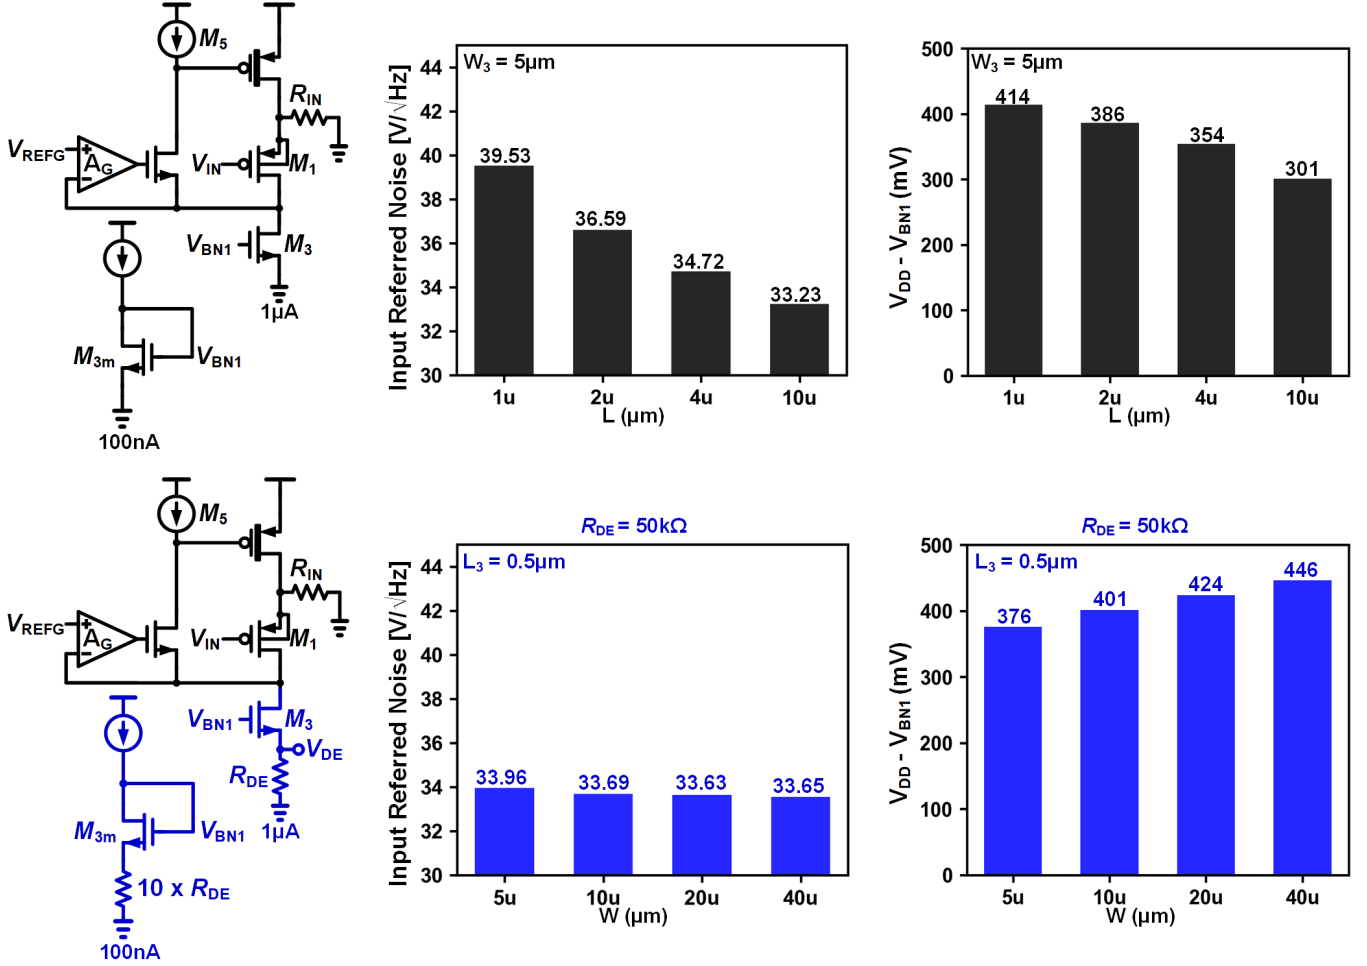 M5
RIN
VREFG
+
AG
−
VIN
M1
VBN1
M3
1µA
M3m
VBN1
100nA
Input Referred Noise [V/√Hz]
W3 = 5µm
44
42
40
38
36
34
32
30
39.53
36.59
34.72
33.23
1u 2u 4u 10u
L (µm)
VDD - VBN1 (mV)
W3 = 5µm
500
400
300
200
100
0
414
386
354
301
1u 2u 4u 10u
L (µm)
M5
RIN
VREFG
+
AG
−
VIN
M1
VBN1
M3
VDE
RDE
1µA
M3m
VBN1
10 x RDE
100nA
RDE = 50kΩ
Input Referred Noise [V/√Hz]
L3 = 0.5µm
44
42
40
38
36
34
32
30
33.96
33.69
33.63
33.65
5u 10u 20u 40u
W (µm)
RDE = 50kΩ
VDD - VBN1 (mV)
L3 = 0.5µm
500
400
300
200
100
0
376
401
424
446
5u 10u 20u 40u
W (µm)